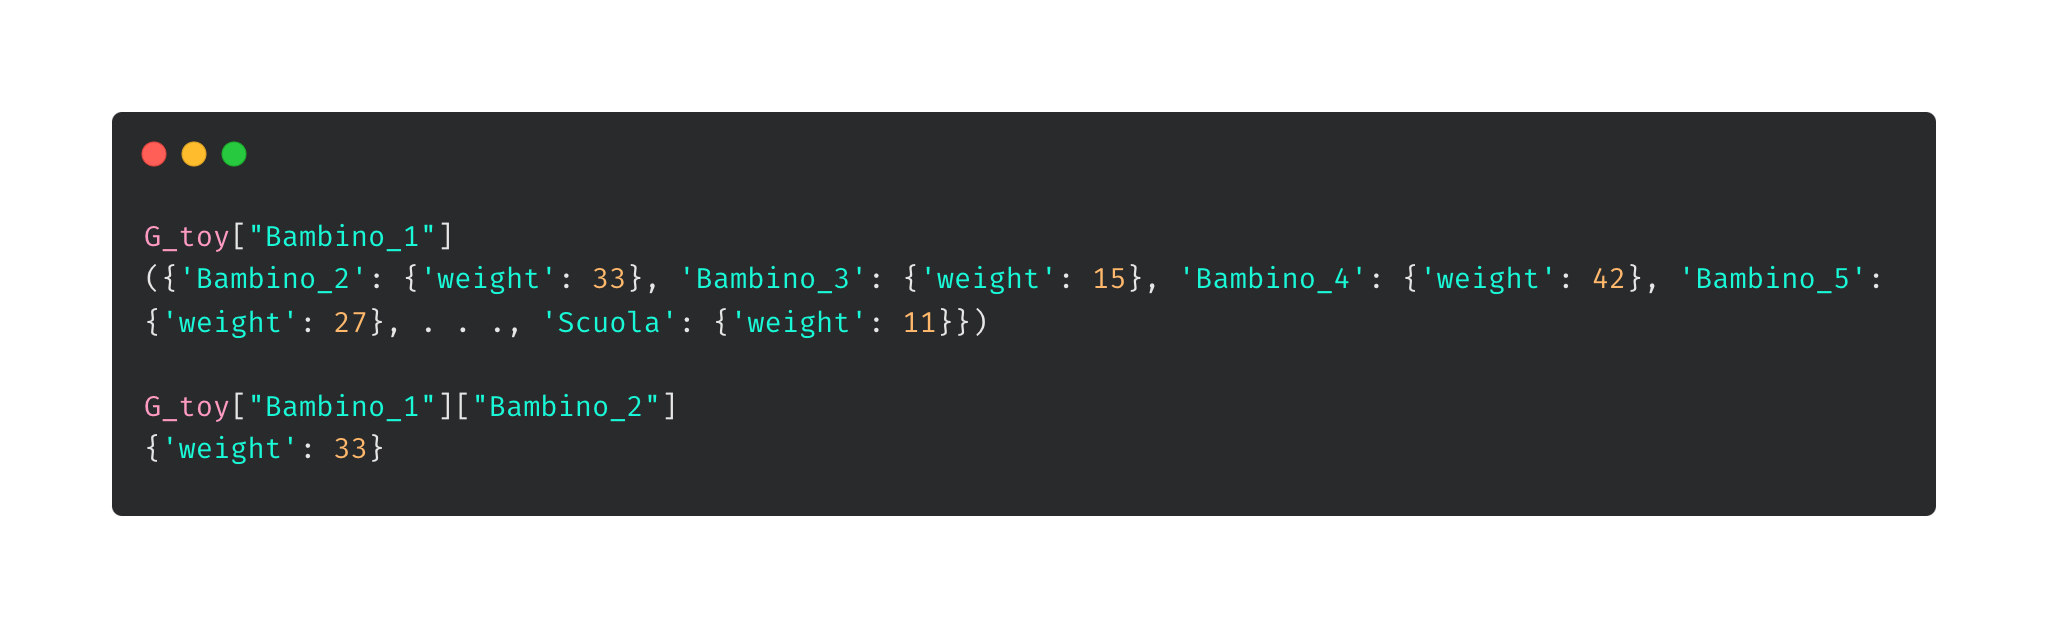 G_toy["Bambino_1"]
({'Bambino_2': {'weight': 33}, 'Bambino_3': {'weight': 15}, 'Bambino_4': {'weight': 42}, 'Bambino_5':
{'weight': 27}, . . ., 'Scuola': {'weight': 11}})
G_toy["Bambino_1"]["Bambino_2"]
{'weight': 33}